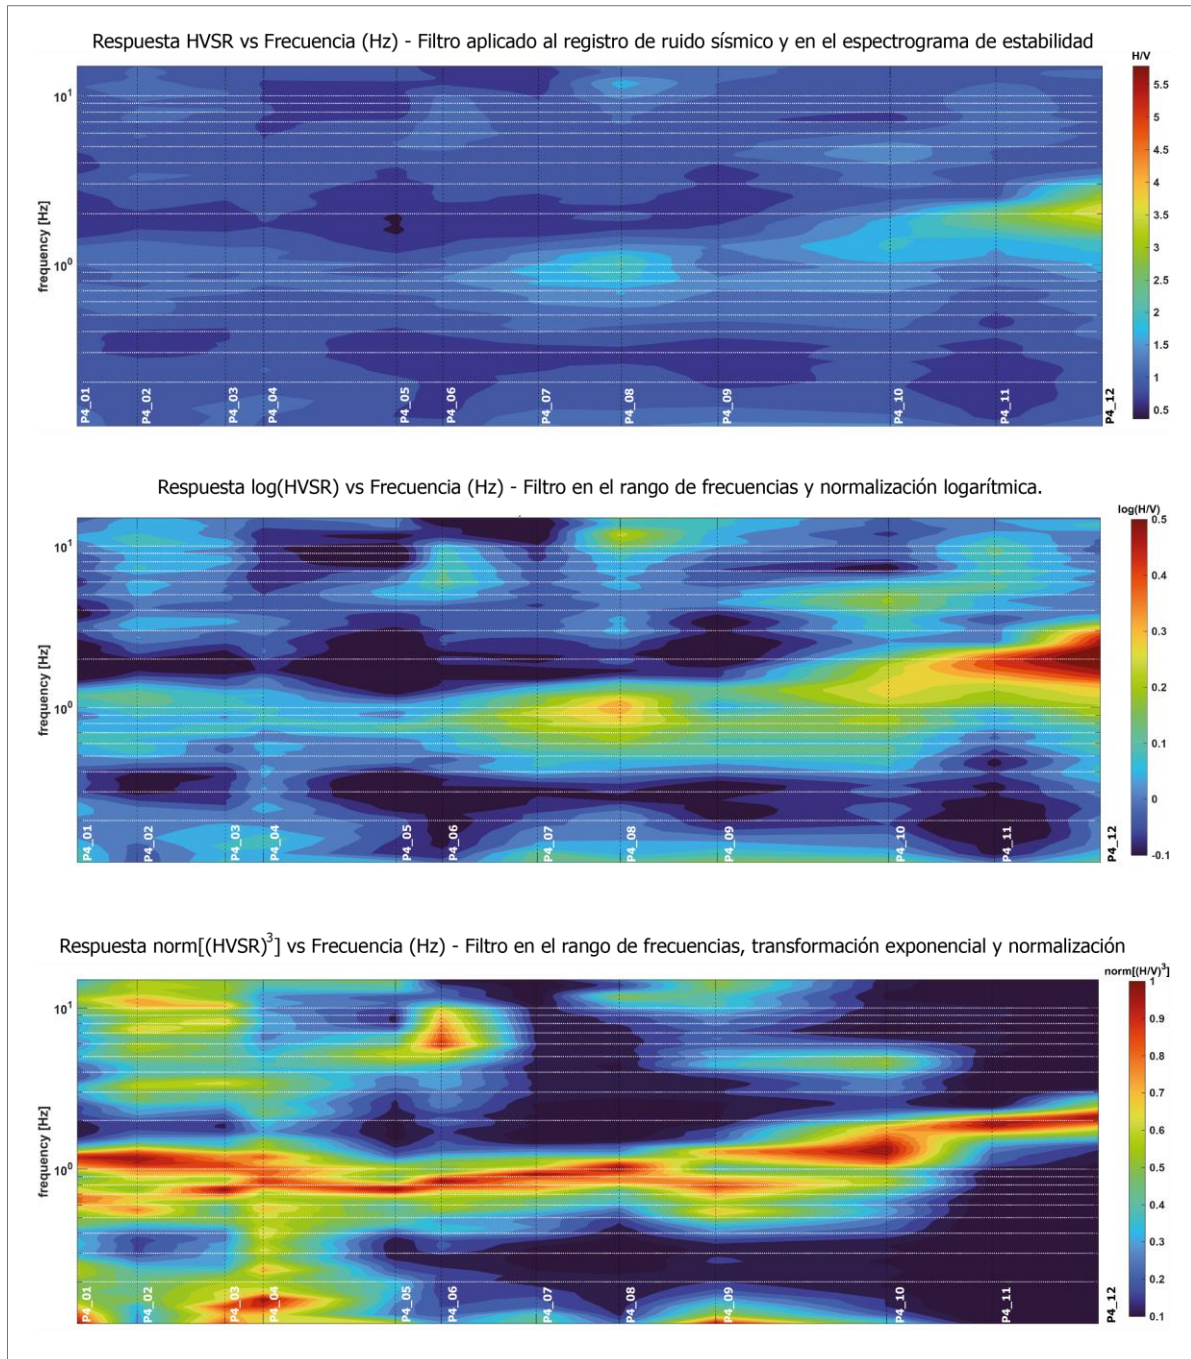 Respuesta HVSR vs Frecuencia (Hz) - Filtro aplicado al registro de ruido sísmico y en el espectrograma de estabilidad
H/V
frequency [Hz]
10¹
10⁰
P4_01
P4_02
P4_03
P4_04
P4_05
P4_06
P4_07
P4_08
P4_09
P4_10
P4_11
P4_12
5.5
5
4.5
4
3.5
3
2.5
2
1.5
1
0.5
Respuesta log(HVSR) vs Frecuencia (Hz) - Filtro en el rango de frecuencias y normalización logarítmica.
log(H/V)
frequency [Hz]
10¹
10⁰
P4_01
P4_02
P4_03
P4_04
P4_05
P4_06
P4_07
P4_08
P4_09
P4_10
P4_11
P4_12
0.5
0.4
0.3
0.2
0.1
0
-0.1
Respuesta norm[(HVSR)³] vs Frecuencia (Hz) - Filtro en el rango de frecuencias, transformación exponencial y normalización
norm[(H/V)³]
frequency [Hz]
10¹
10⁰
P4_01
P4_02
P4_03
P4_04
P4_05
P4_06
P4_07
P4_08
P4_09
P4_10
P4_11
P4_12
1
0.9
0.8
0.7
0.6
0.5
0.4
0.3
0.2
0.1